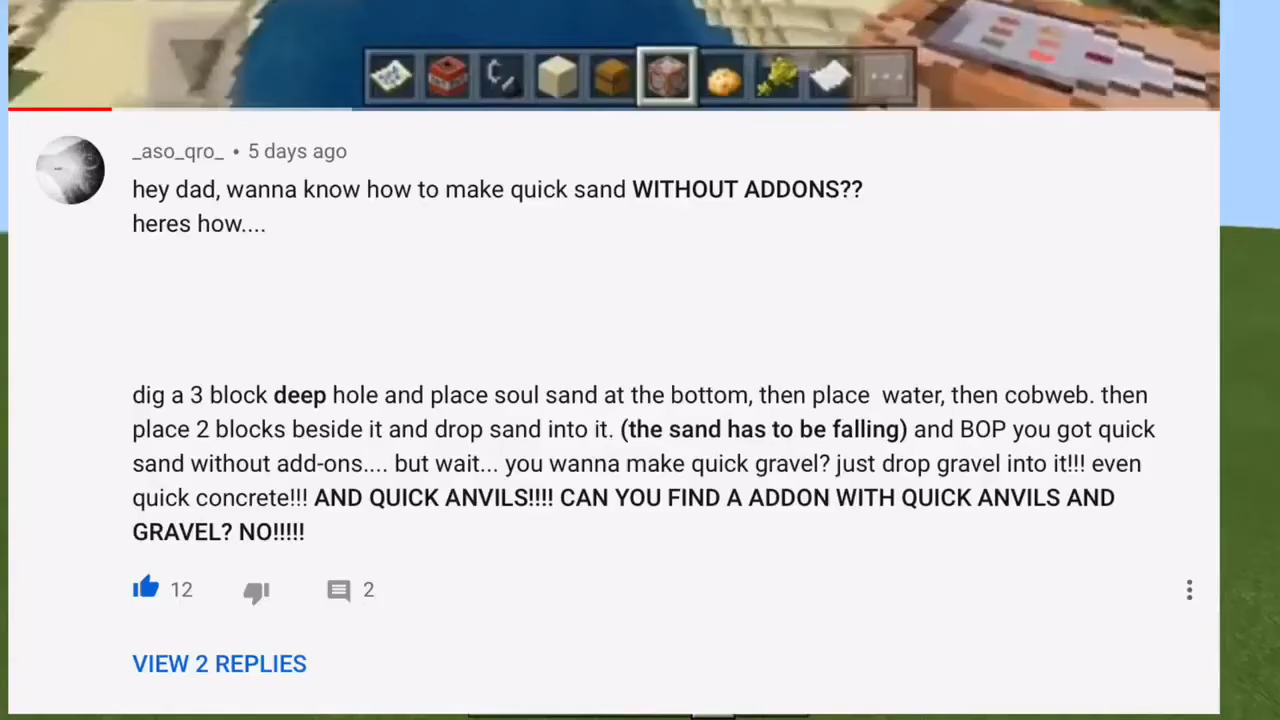 _aso_qro_ • 5 days ago
hey dad, wanna know how to make quick sand WITHOUT ADDONS??
heres how....
dig a 3 block deep hole and place soul sand at the bottom, then place  water, then cobweb. then
place 2 blocks beside it and drop sand into it. (the sand has to be falling) and BOP you got quick
sand without add-ons.... but wait... you wanna make quick gravel? just drop gravel into it!!! even
quick concrete!!! AND QUICK ANVILS!!!! CAN YOU FIND A ADDON WITH QUICK ANVILS AND
GRAVEL? NO!!!!!
12 2
VIEW 2 REPLIES